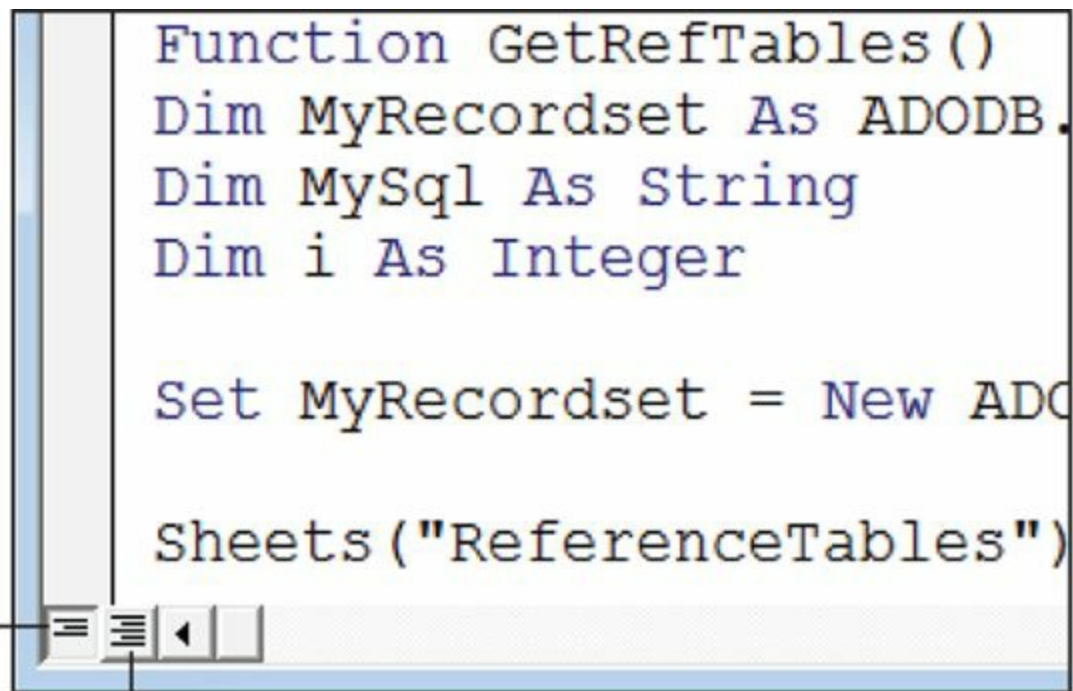 Function GetRefTables()
Dim MyRecordset As ADODB.
Dim MySql As String
Dim i As Integer
Set MyRecordset = New ADO
Sheets("ReferenceTables")